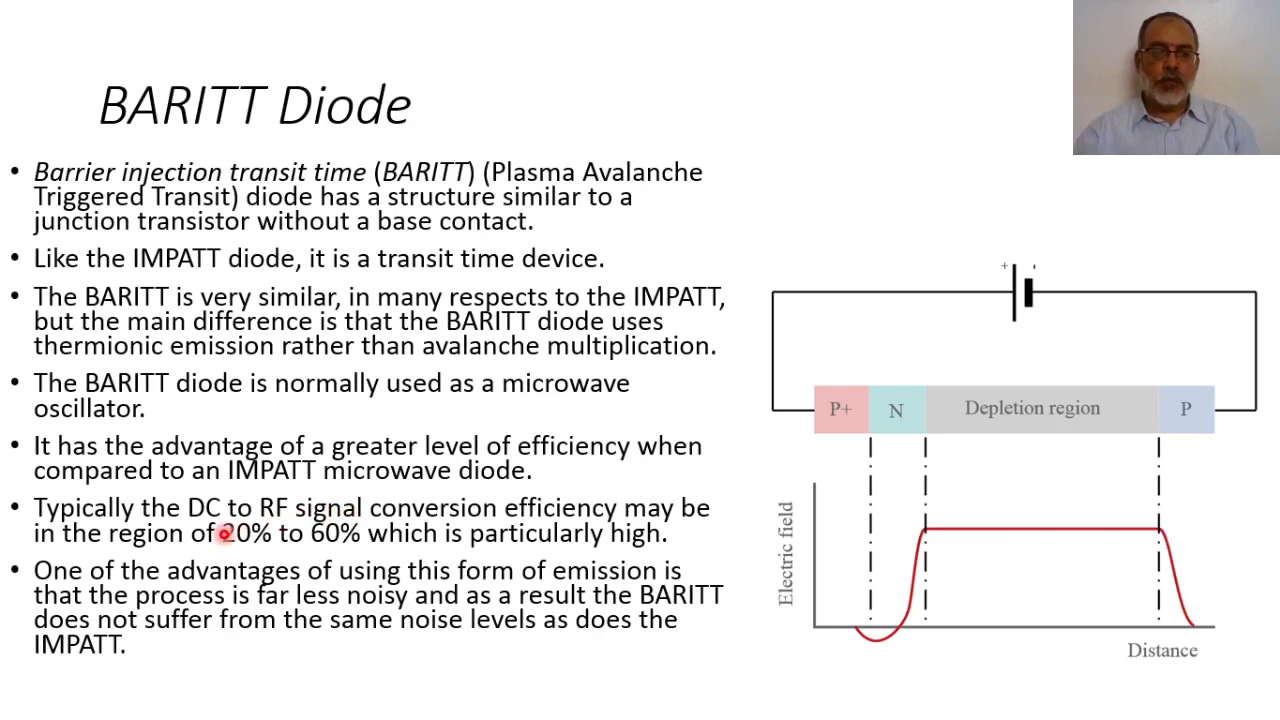 BARITT Diode
• Barrier injection transit time (BARITT) (Plasma Avalanche
Triggered Transit) diode has a structure similar to a
junction transistor without a base contact.
• Like the IMPATT diode, it is a transit time device.
• The BARITT is very similar, in many respects to the IMPATT,
but the main difference is that the BARITT diode uses
thermionic emission rather than avalanche multiplication.
• The BARITT diode is normally used as a microwave
oscillator.
• It has the advantage of a greater level of efficiency when
compared to an IMPATT microwave diode.
• Typically the DC to RF signal conversion efficiency may be
in the region of 20% to 60% which is particularly high.
• One of the advantages of using this form of emission is
that the process is far less noisy and as a result the BARITT
does not suffer from the same noise levels as does the
IMPATT.
+ '
P+ N Depletion region P
Electric field
Distance